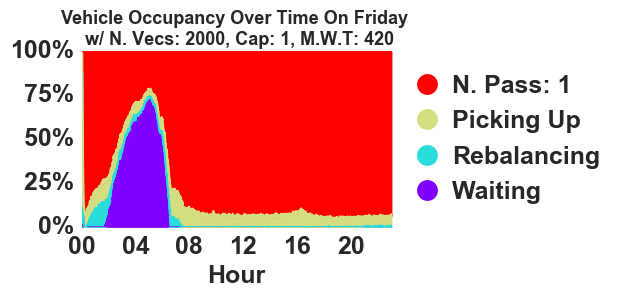 Vehicle Occupancy Over Time On Friday
w/ N. Vecs: 2000, Cap: 1, M.W.T: 420
100%
75%
50%
25%
0%
00 04 08 12 16 20
Hour
N. Pass: 1
Picking Up
Rebalancing
Waiting